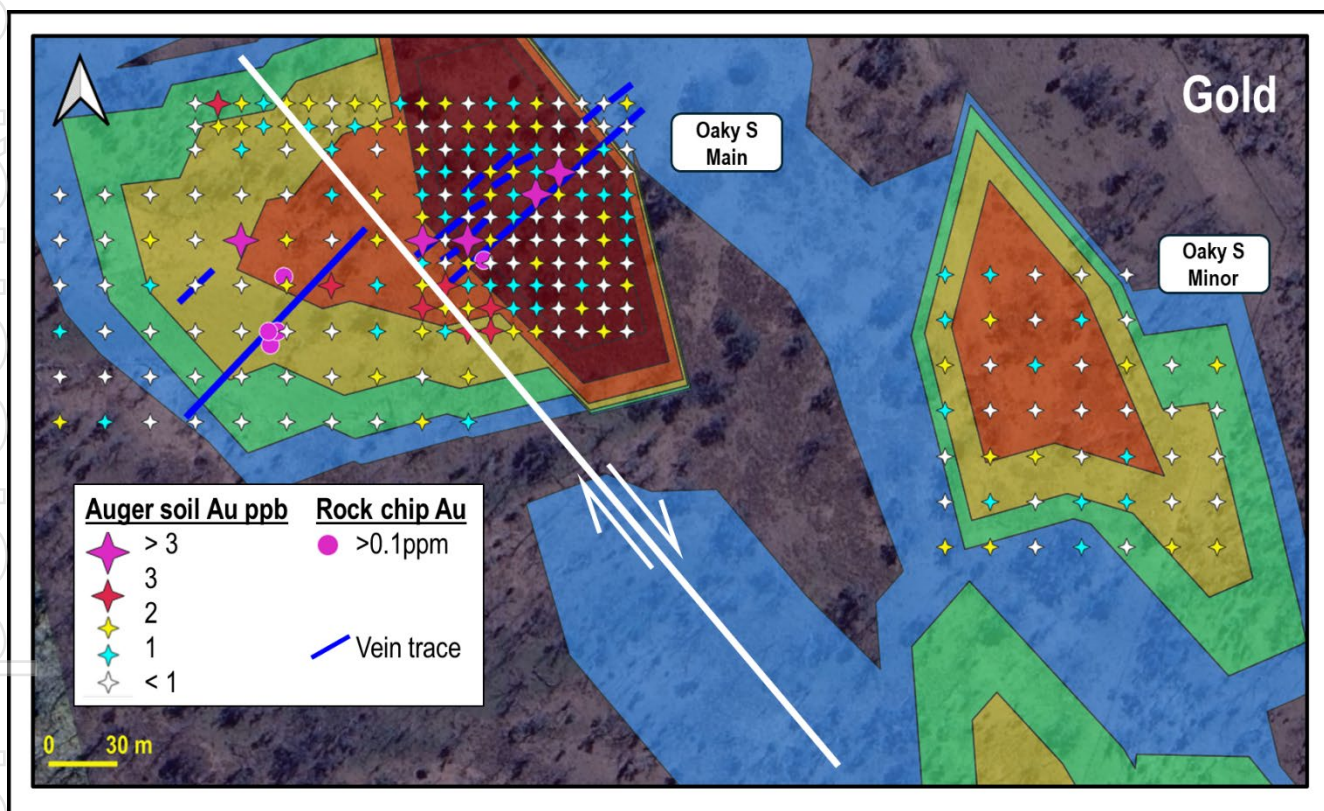 Gold
Oaky S
Main
Oaky S
Minor
Auger soil Au ppb
> 3
3
2
1
< 1
Rock chip Au
>0.1ppm
Vein trace
0 30 m